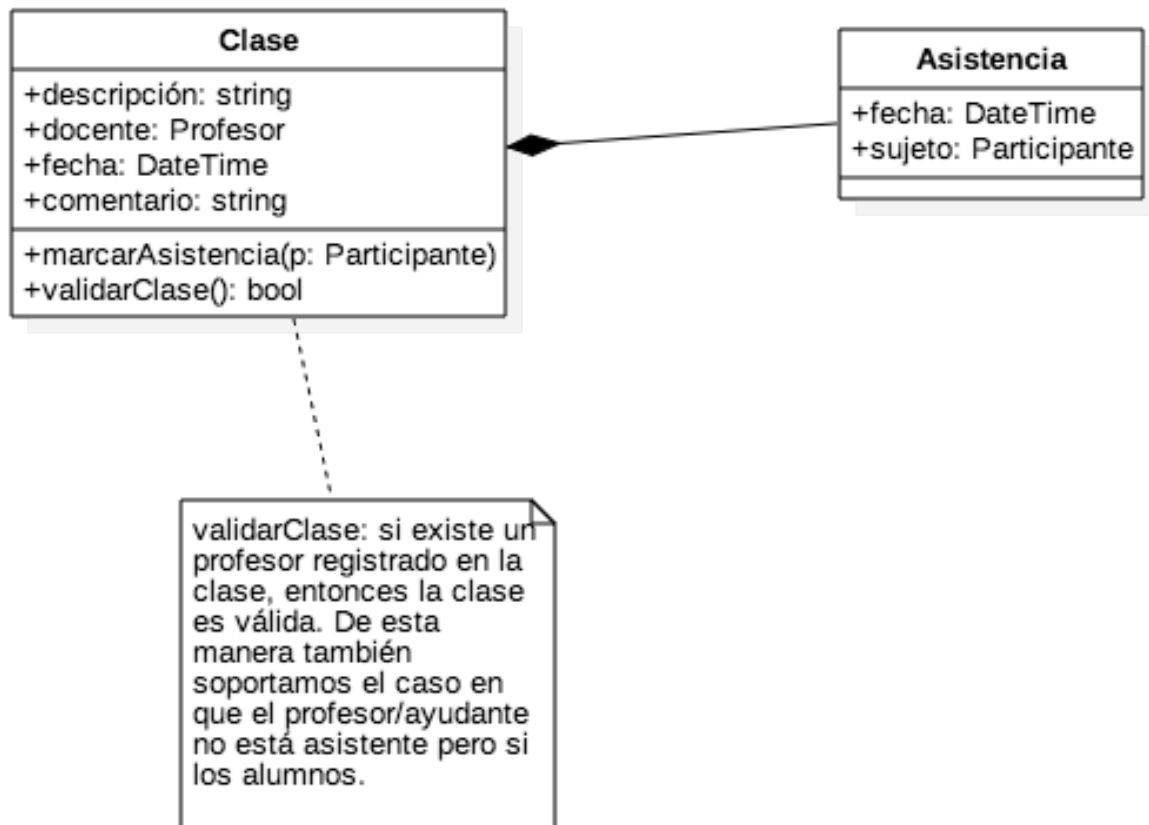 Clase
+descripción: string
+docente: Profesor
+fecha: DateTime
+comentario: string
+marcarAsistencia(p: Participante)
+validarClase(): bool
Asistencia
+fecha: DateTime
+sujeto: Participante
validarClase: si existe un
profesor registrado en la
clase, entonces la clase
es válida. De esta
manera también
soportamos el caso en
que el profesor/ayudante
no está asistente pero si
los alumnos.